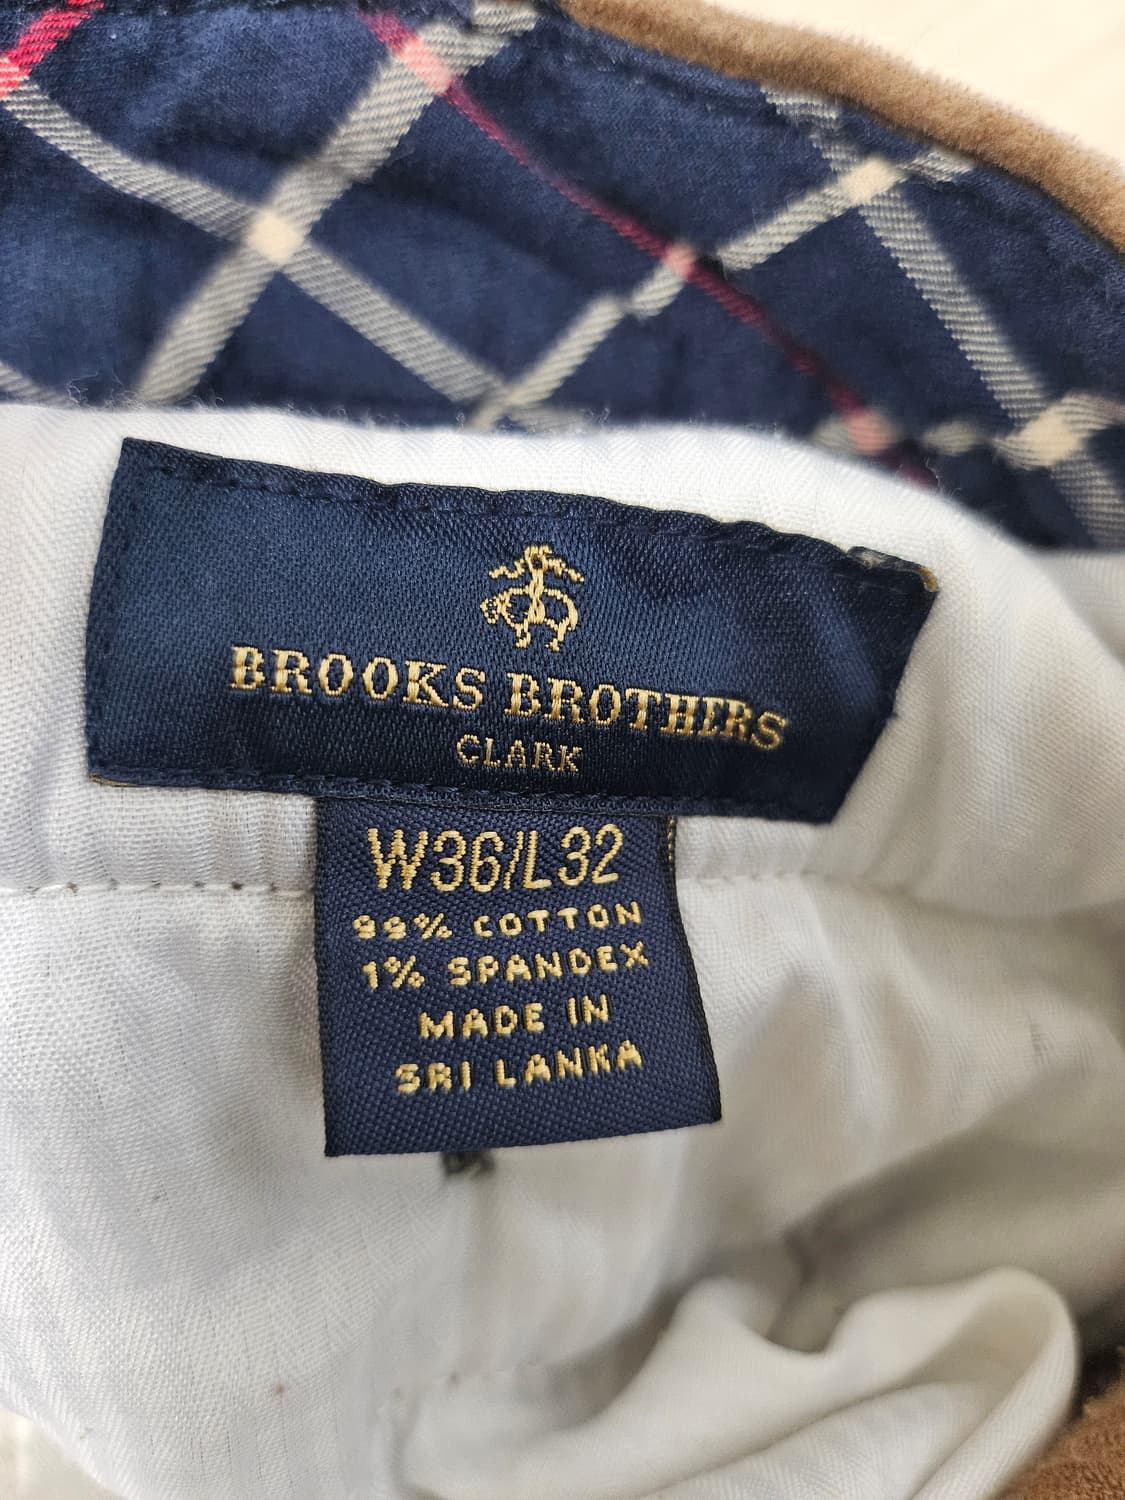 BROOKS BROTHERS
CLARK
W36/L32
99% COTTON
1% SPANDEX
MADE IN
SRI LANKA